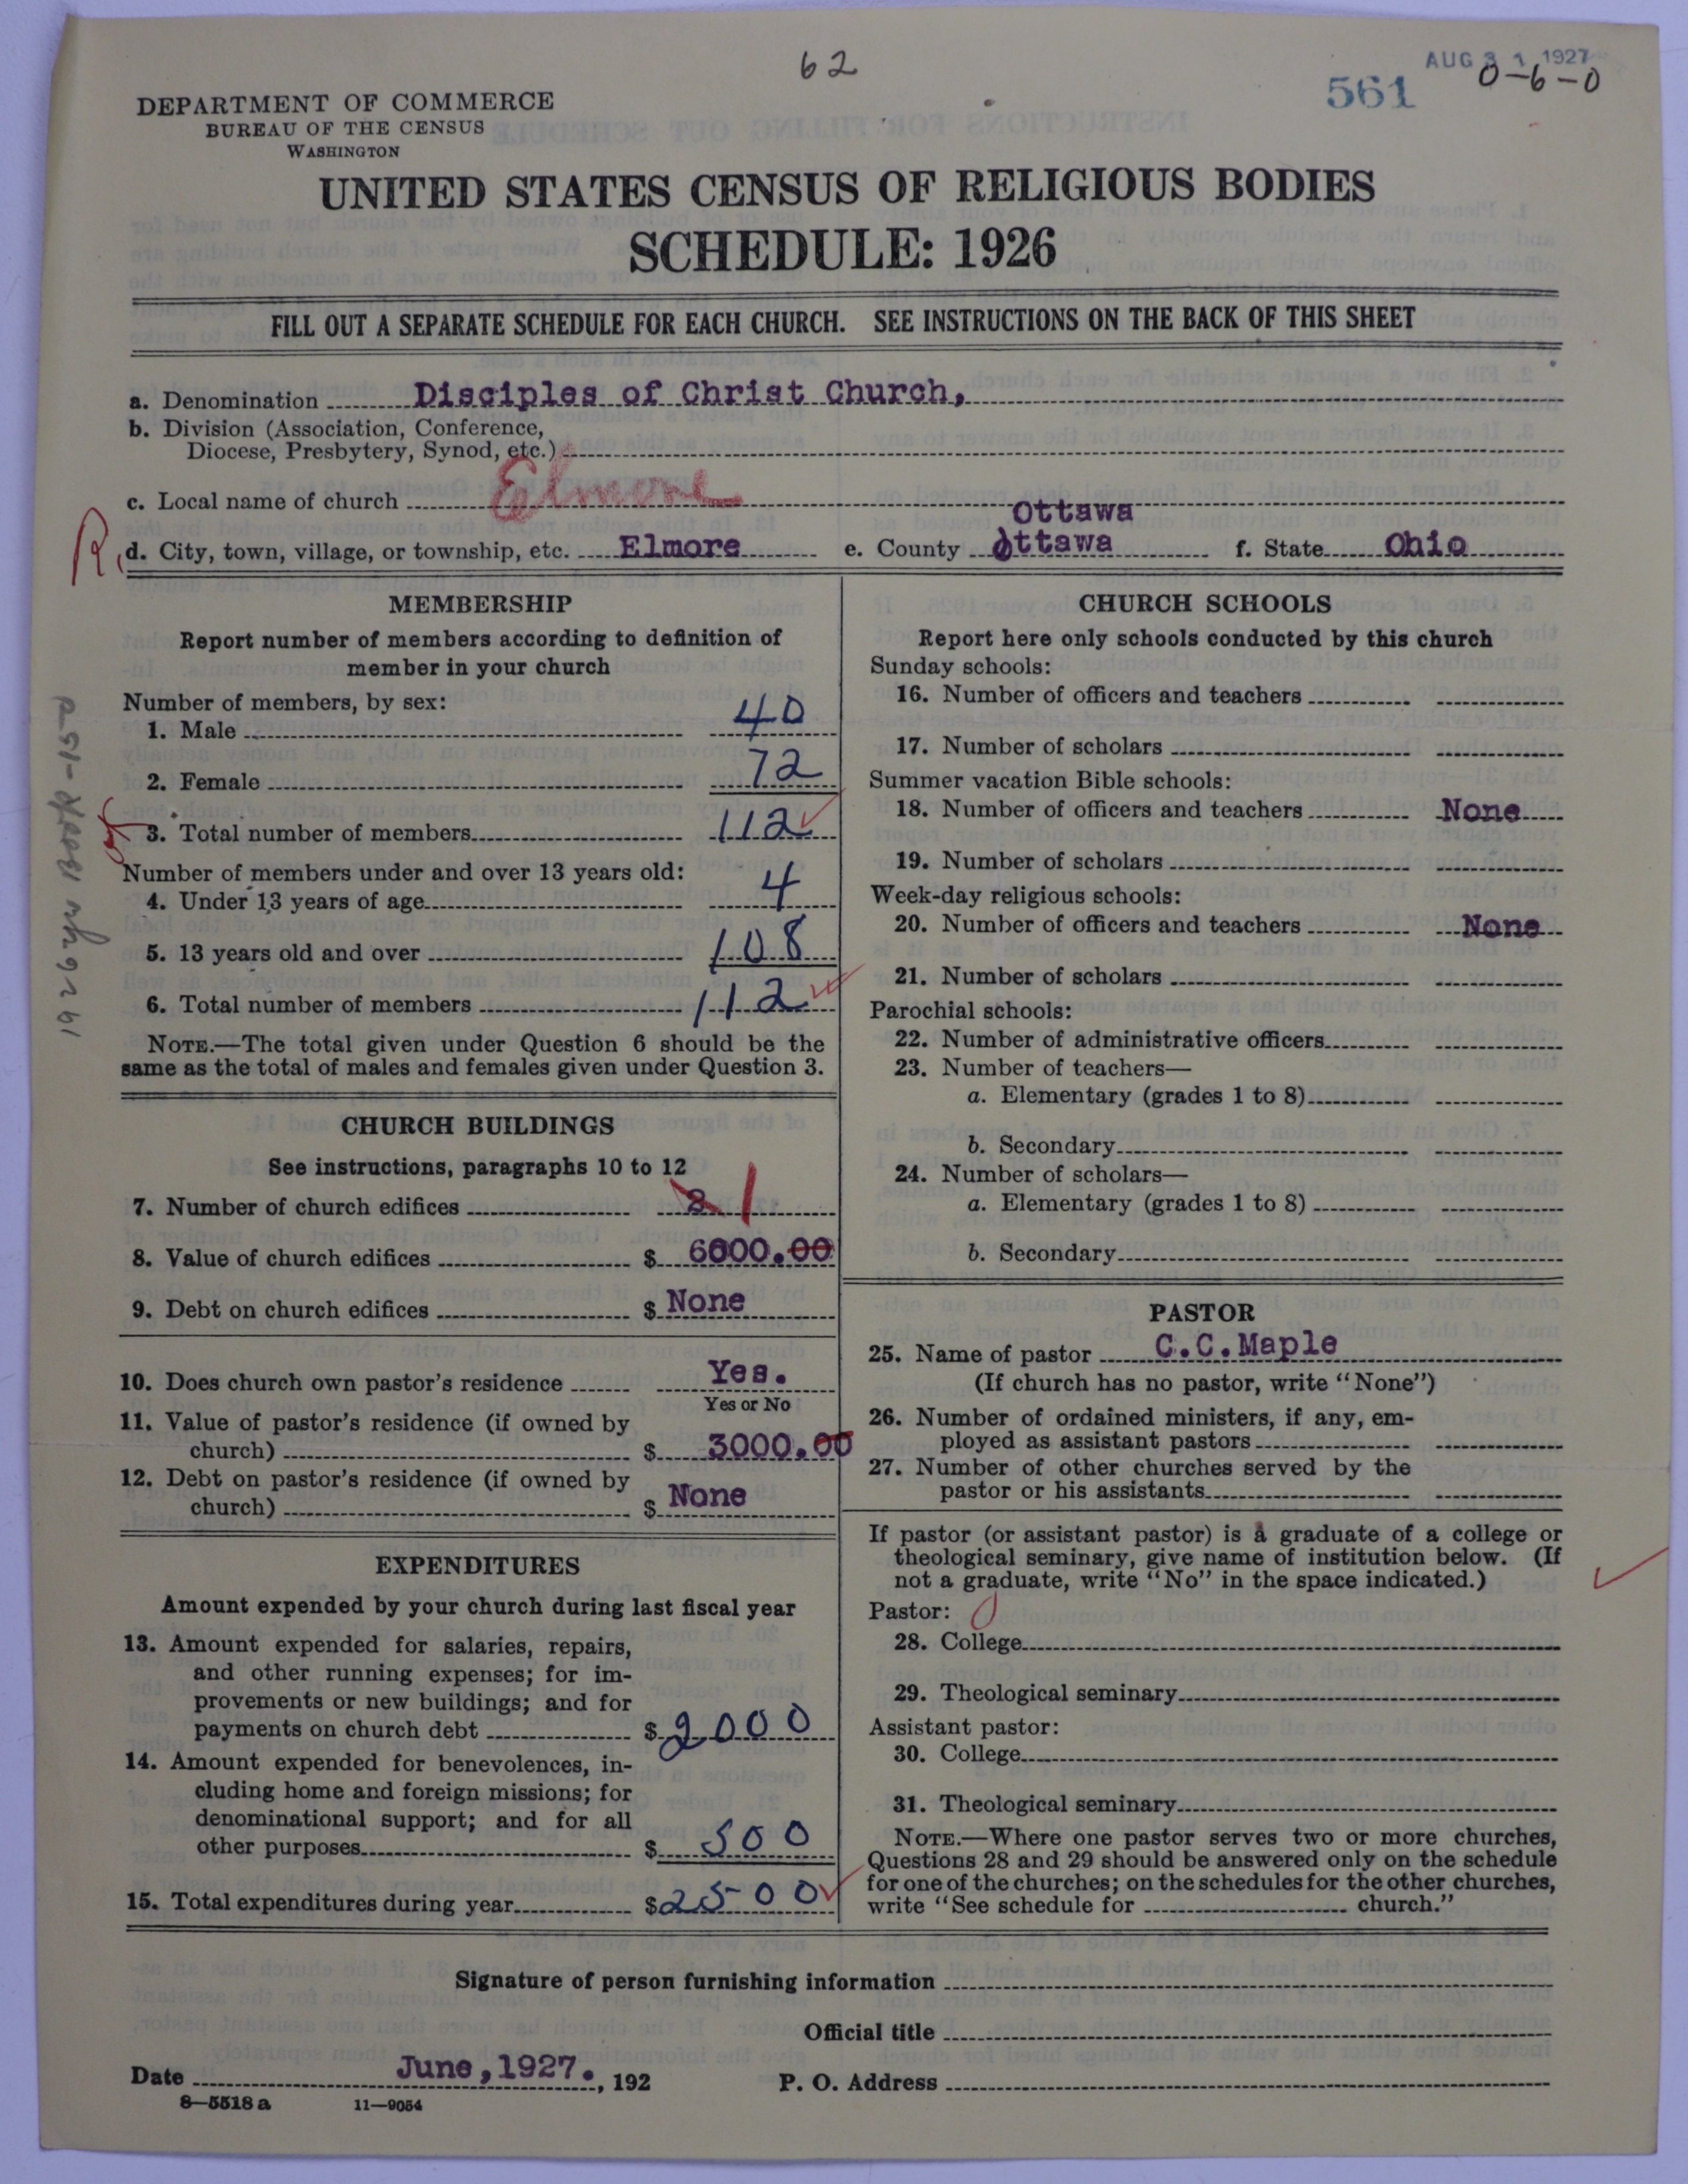 62
AUG 31 1927
561
0-6-0
DEPARTMENT OF COMMERCE
BUREAU OF THE CENSUS
WASHINGTON
UNITED STATES CENSUS OF RELIGIOUS BODIES
SCHEDULE: 1926
FILL OUT A SEPARATE SCHEDULE FOR EACH CHURCH. SEE INSTRUCTIONS ON THE BACK OF THIS SHEET
a. Denomination Disciples of Christ Church,
b. Division (Association, Conference,
Diocese, Presbytery, Synod, etc.)
c. Local name of church Elmore
Ottawa
R
d. City, town, village, or township, etc. Elmore e. County Ottawa f. State Ohio
MEMBERSHIP
Report number of members according to definition of
member in your church
Number of members, by sex:
1. Male 40
2. Female 72
3. Total number of members 112
Number of members under and over 13 years old:
4. Under 13 years of age 4
5. 13 years old and over 108
6. Total number of members 112
NOTE.—The total given under Question 6 should be the
same as the total of males and females given under Question 3.
1926 yr Book-15-a
CHURCH BUILDINGS
See instructions, paragraphs 10 to 12
7. Number of church edifices 2 1
8. Value of church edifices $ 6000.00
9. Debt on church edifices $ None
10. Does church own pastor's residence Yes.
Yes or No
11. Value of pastor's residence (if owned by
church) $ 3000.00
12. Debt on pastor's residence (if owned by
church) $ None
EXPENDITURES
Amount expended by your church during last fiscal year
13. Amount expended for salaries, repairs,
and other running expenses; for im-
provements or new buildings; and for
payments on church debt $ 2000
14. Amount expended for benevolences, in-
cluding home and foreign missions; for
denominational support; and for all
other purposes $ 500
15. Total expenditures during year $ 2500
CHURCH SCHOOLS
Report here only schools conducted by this church
Sunday schools:
16. Number of officers and teachers
17. Number of scholars
Summer vacation Bible schools:
18. Number of officers and teachers None
19. Number of scholars
Week-day religious schools:
20. Number of officers and teachers None
21. Number of scholars
Parochial schools:
22. Number of administrative officers
23. Number of teachers—
a. Elementary (grades 1 to 8)
b. Secondary
24. Number of scholars—
a. Elementary (grades 1 to 8)
b. Secondary
PASTOR
25. Name of pastor C.C.Maple
(If church has no pastor, write "None")
26. Number of ordained ministers, if any, em-
ployed as assistant pastors
27. Number of other churches served by the
pastor or his assistants
If pastor (or assistant pastor) is a graduate of a college or
theological seminary, give name of institution below. (If
not a graduate, write "No" in the space indicated.)
Pastor: 0
28. College
29. Theological seminary
Assistant pastor:
30. College
31. Theological seminary
NOTE.—Where one pastor serves two or more churches,
Questions 28 and 29 should be answered only on the schedule
for one of the churches; on the schedules for the other churches,
write "See schedule for church."
Signature of person furnishing information
Official title
Date June,1927. , 192 P. O. Address
8—5518 a 11—9054